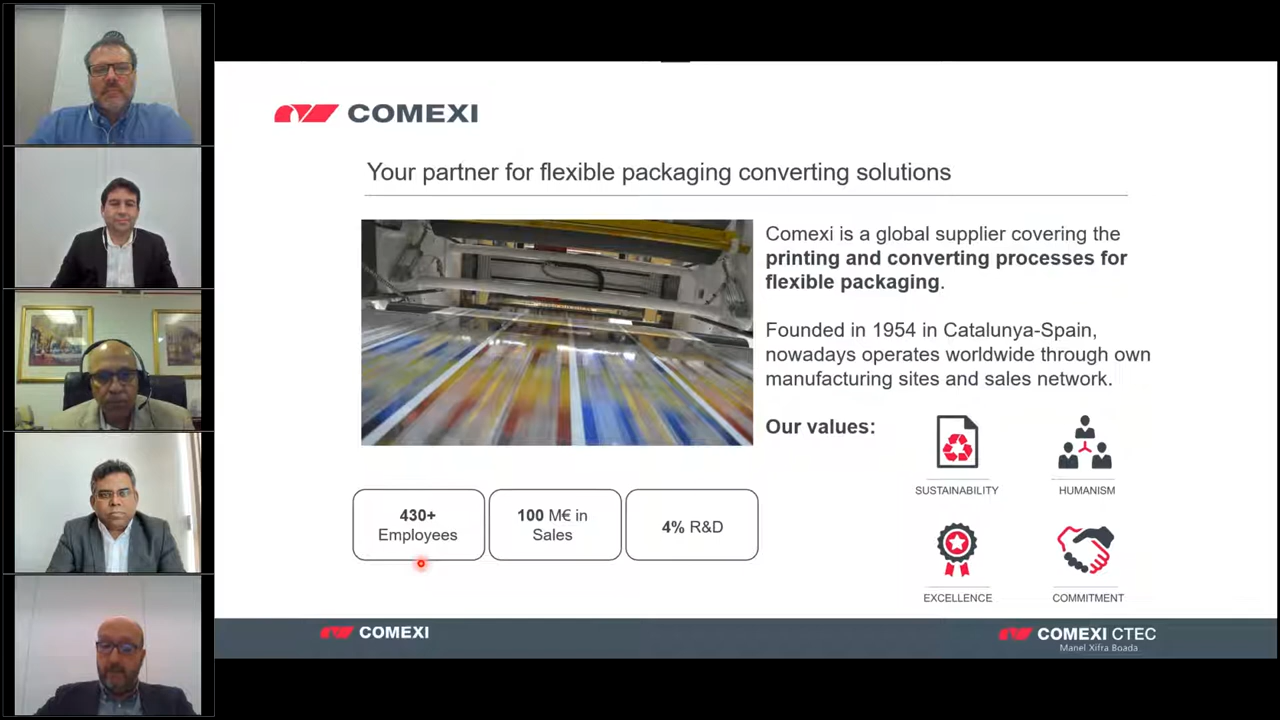 COMEXI
Your partner for flexible packaging converting solutions
Comexi is a global supplier covering the
printing and converting processes for
flexible packaging.
Founded in 1954 in Catalunya-Spain,
nowadays operates worldwide through own
manufacturing sites and sales network.
Our values:
SUSTAINABILITY
HUMANISM
430+
Employees
100 M€ in
Sales
4% R&D
EXCELLENCE
COMMITMENT
COMEXI
COMEXI CTEC
Manel Xifra Boada